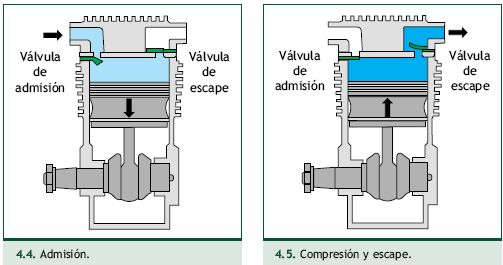 Válvula
de
admisión
Válvula
de
escape
4.4. Admisión.
Válvula
de
admisión
Válvula
de
escape
4.5. Compresión y escape.